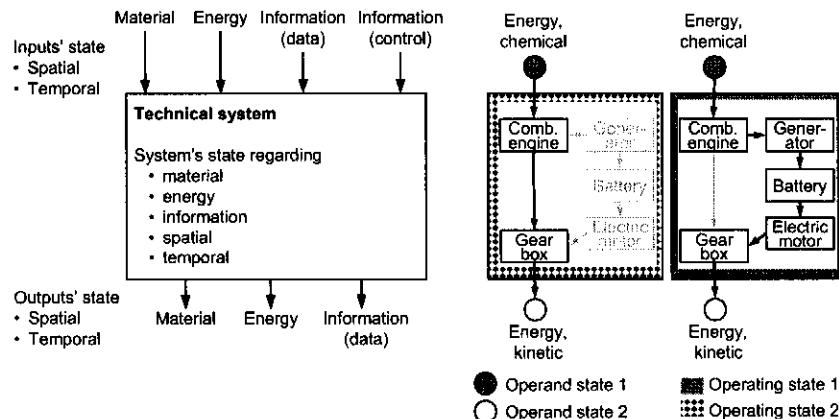 Material
Energy
Information
(data)
Information
(control)
Inputs' state
• Spatial
• Temporal
Technical system
System's state regarding
• material
• energy
• information
• spatial
• temporal
Outputs' state
• Spatial
• Temporal
Material
Energy
Information
(data)
Energy,
chemical
Comb.
engine
Gener-
ator
Battery
Electric
motor
Gear
box
Energy,
kinetic
Energy,
chemical
Comb.
engine
Gener-
ator
Battery
Electric
motor
Gear
box
Energy,
kinetic
Operand state 1
Operand state 2
Operating state 1
Operating state 2